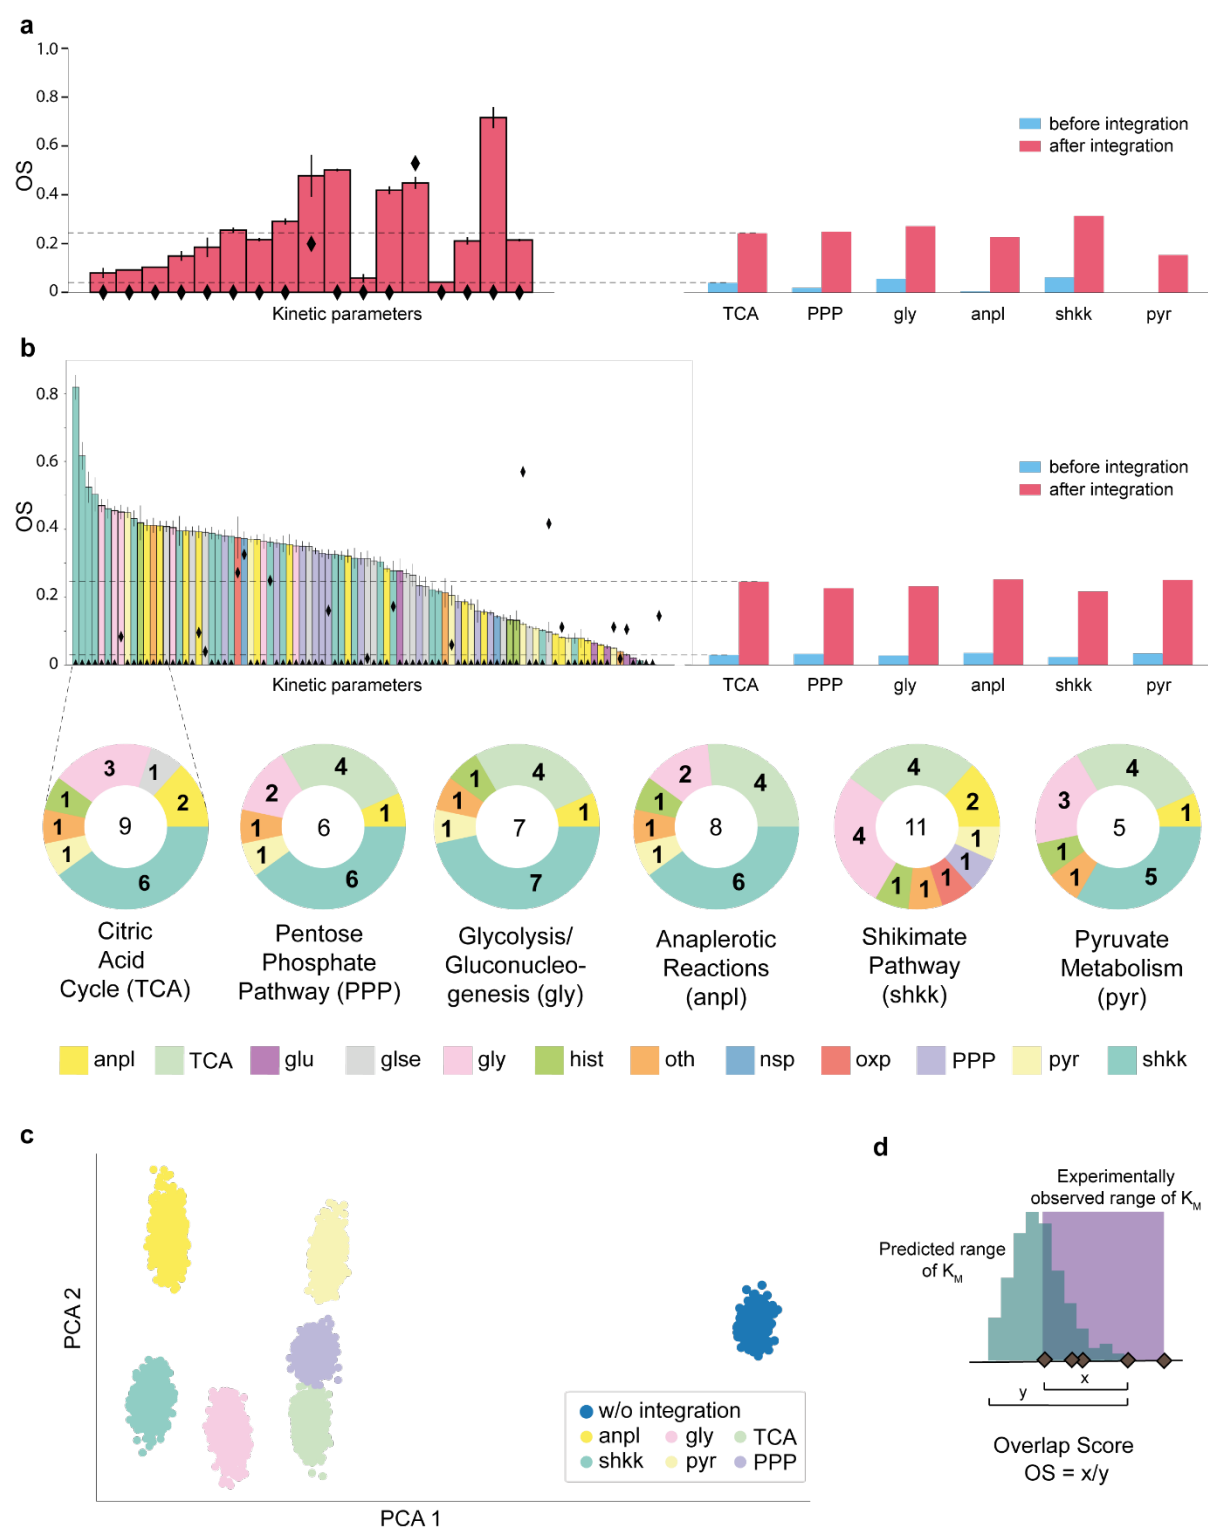 a
1.0
0.8
0.6
0.4
0.2
0
OS
Kinetic parameters
before integration
after integration
TCA PPP gly anpl shkk pyr
b
0.8
0.6
0.4
0.2
0
OS
Kinetic parameters
before integration
after integration
TCA PPP gly anpl shkk pyr
3 1 2 6 1 1 1 9
4 1 6 1 1 2 6
4 1 7 1 1 1 7
4 6 1 1 1 2 8
4 2 1 1 1 1 1 4 11
4 1 5 1 1 3 5
Citric
Acid
Cycle (TCA)
Pentose
Phosphate
Pathway (PPP)
Glycolysis/
Gluconucleo-
genesis (gly)
Anaplerotic
Reactions
(anpl)
Shikimate
Pathway
(shkk)
Pyruvate
Metabolism
(pyr)
anpl TCA glu glse gly hist oth nsp oxp PPP pyr shkk
c
PCA 2
PCA 1
w/o integration
anpl gly TCA
shkk pyr PPP
d
Experimentally
observed range of KM
Predicted range
of KM
x
y
Overlap Score
OS = x/y